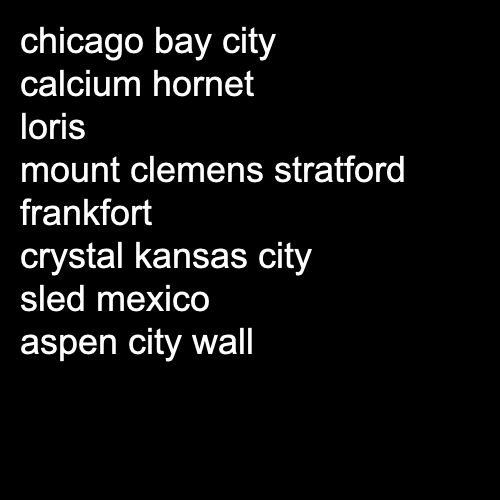 chicago bay city
calcium hornet
loris
mount clemens stratford
frankfort
crystal kansas city
sled mexico
aspen city wall